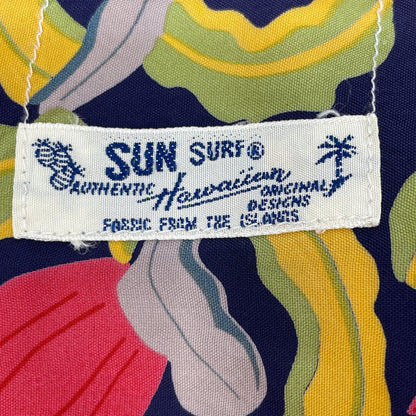 SUN SURF®
AUTHENTIC Hawaiian ORIGINAL DESIGNS
FABRIC FROM THE ISLANDS